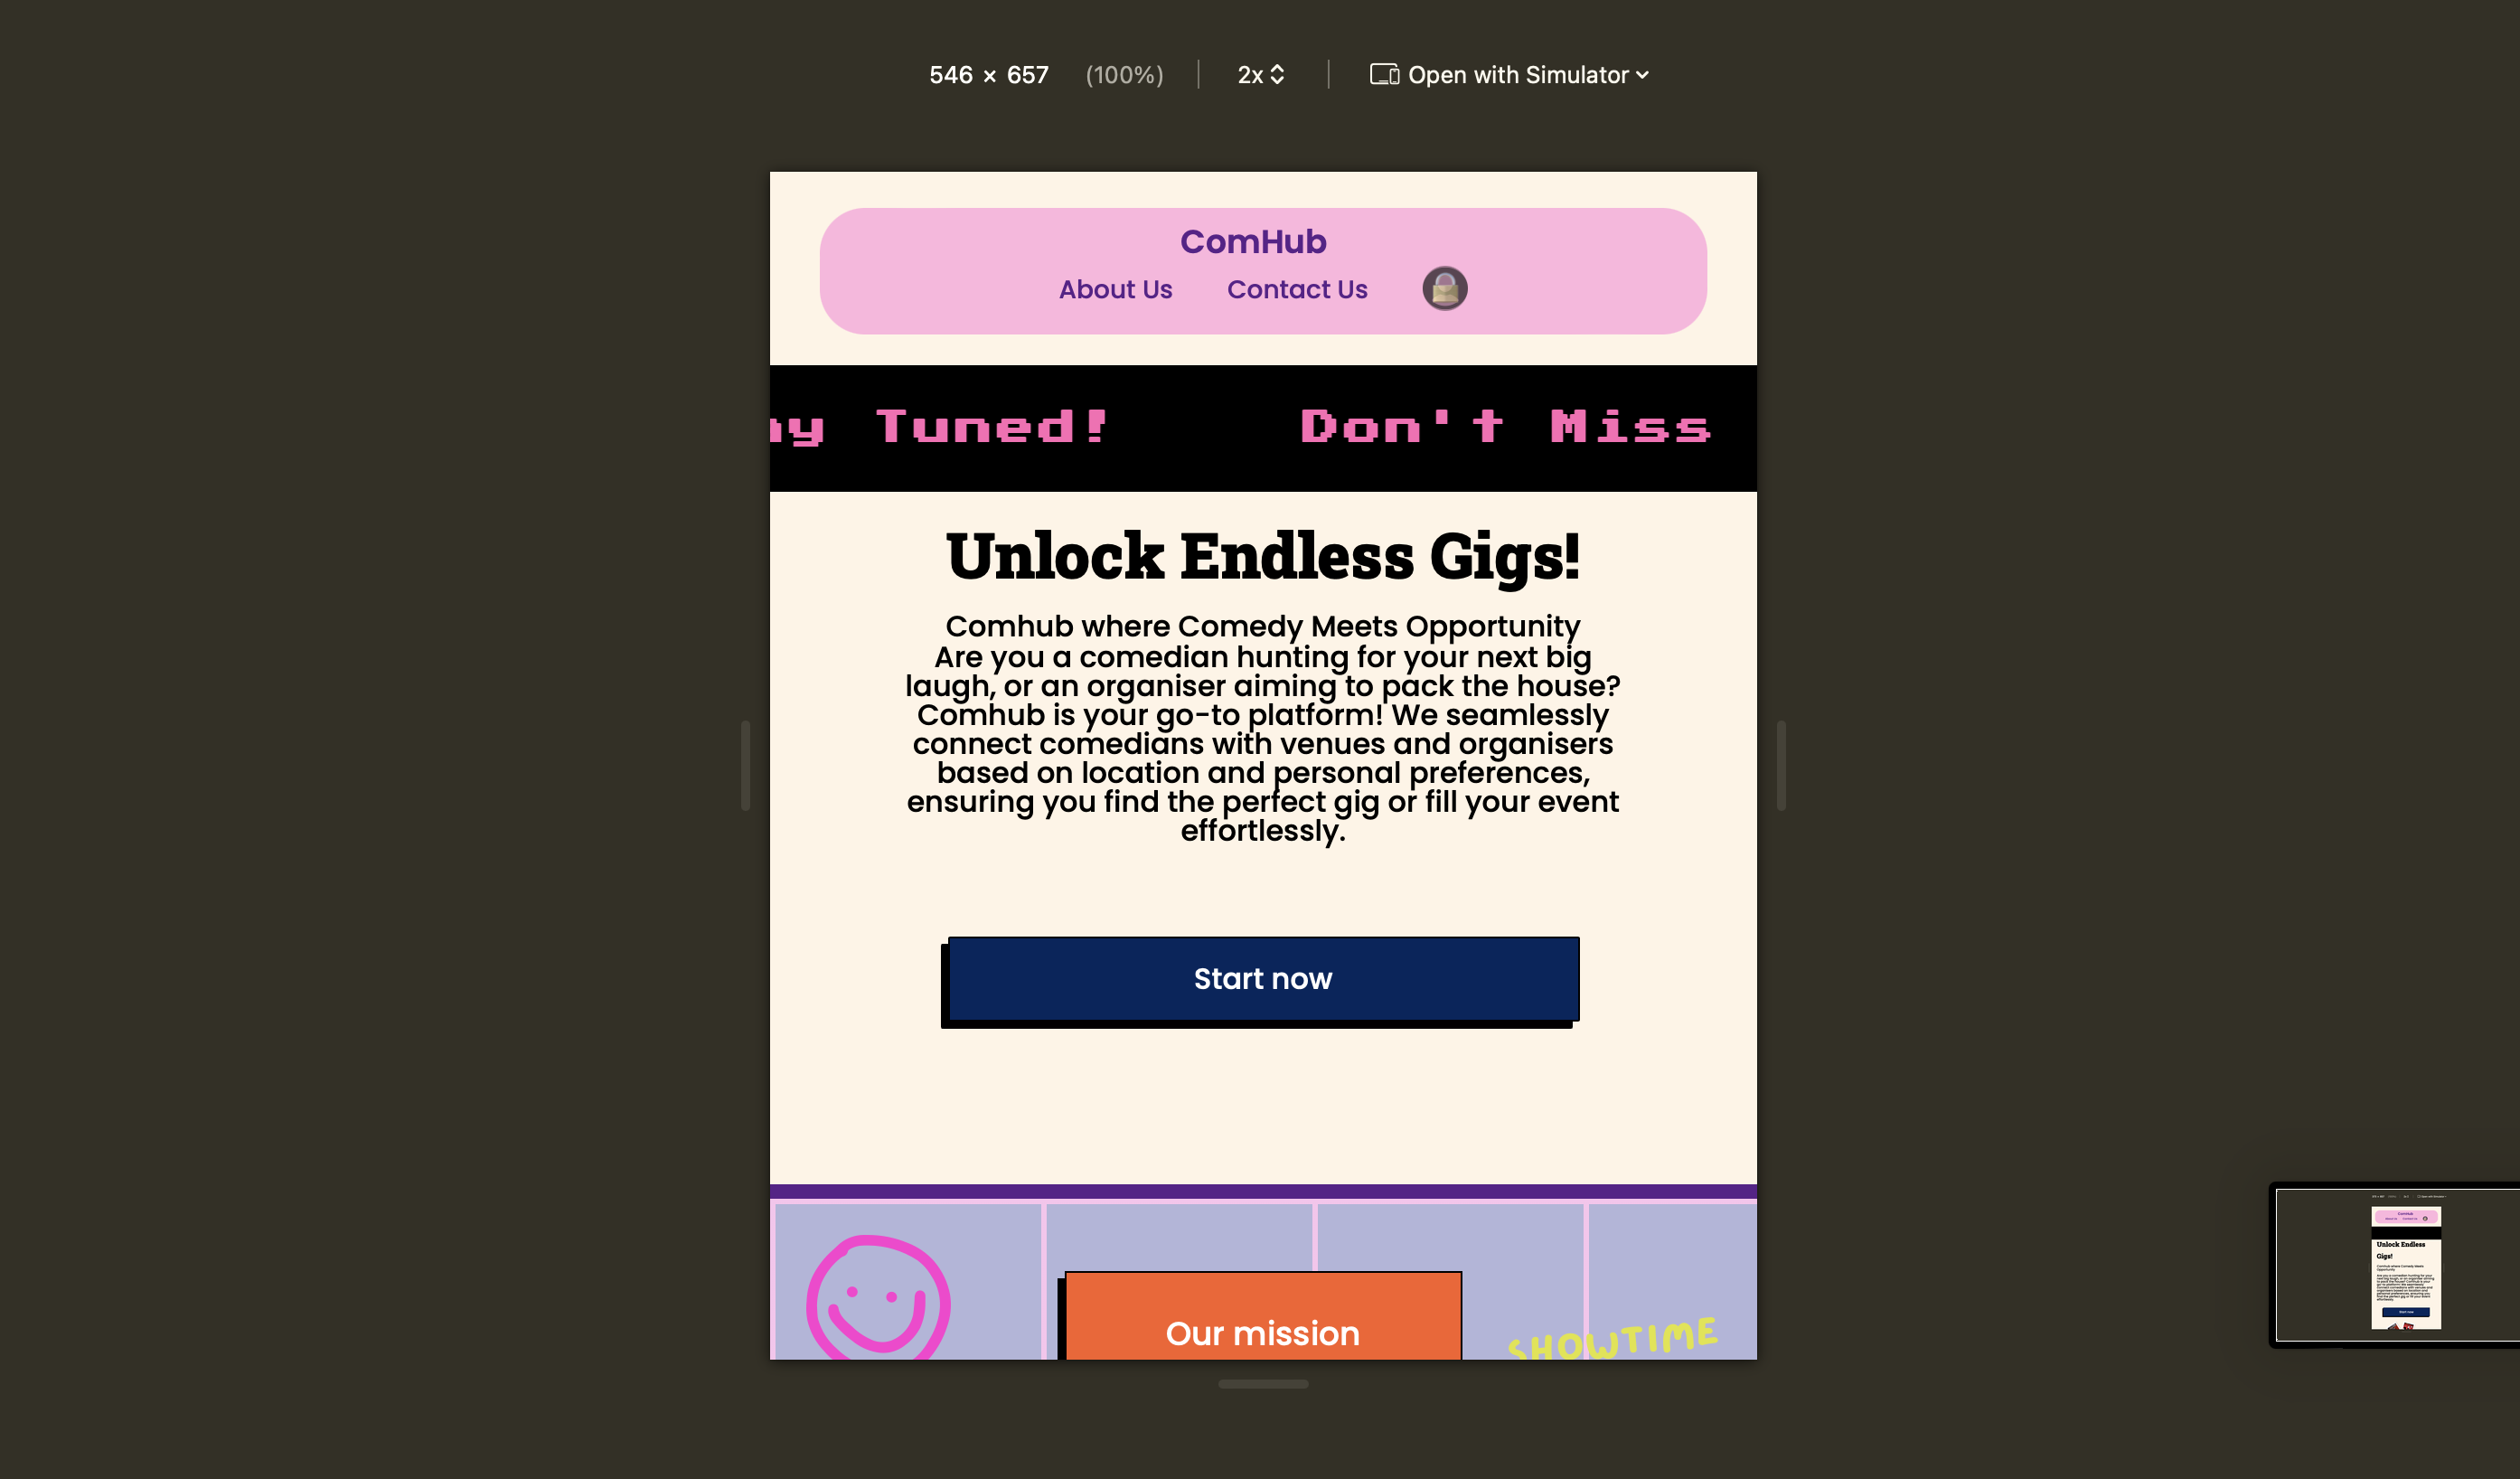 546 × 657 (100%) 2x Open with Simulator
ComHub
About Us Contact Us
Tuned! Don't Miss
Unlock Endless Gigs!
Comhub where Comedy Meets Opportunity
Are you a comedian hunting for your next big
laugh, or an organiser aiming to pack the house?
Comhub is your go-to platform! We seamlessly
connect comedians with venues and organisers
based on location and personal preferences,
ensuring you find the perfect gig or fill your event
effortlessly.
Start now
Our mission
SHOWTIME
Unlock Endless
Gigs!